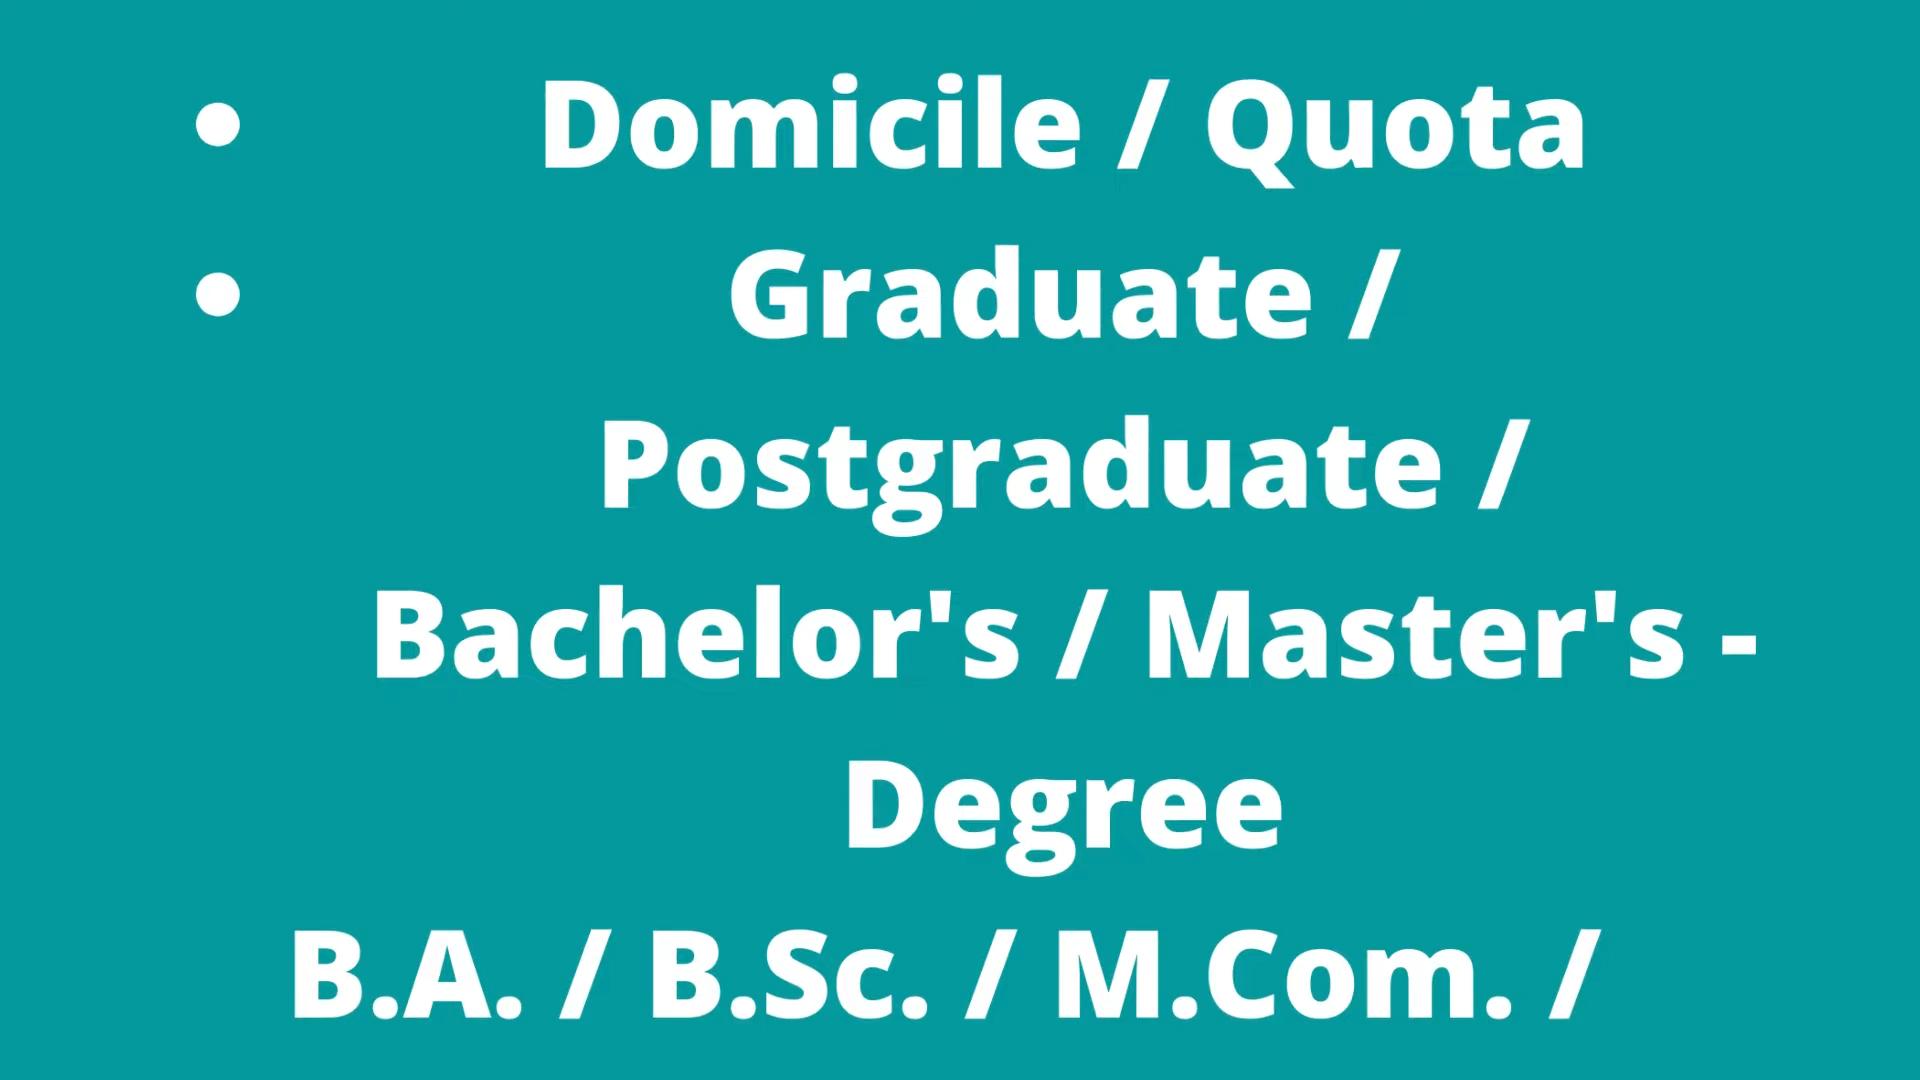 • Domicile / Quota
• Graduate /
Postgraduate /
Bachelor's / Master's -
Degree
B.A. / B.Sc. / M.Com. /